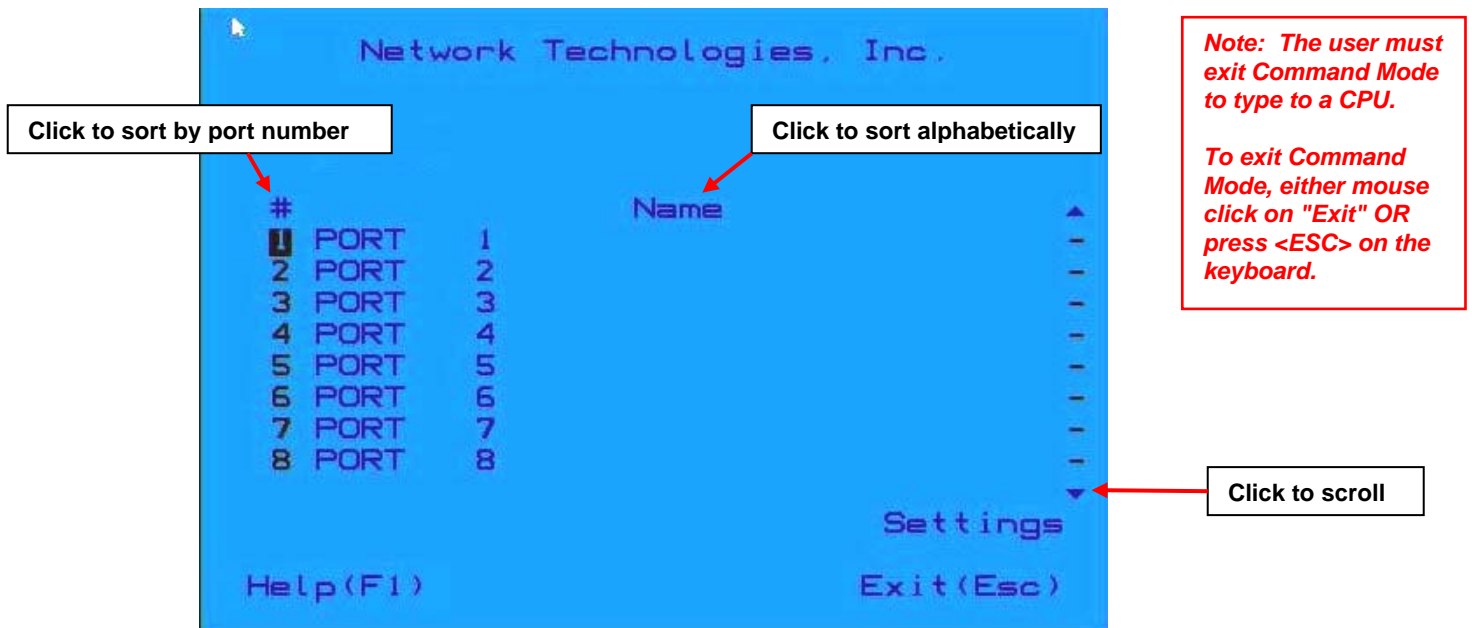 Network Technologies, Inc.
Click to sort by port number
Click to sort alphabetically
# Name
1 PORT 1
2 PORT 2
3 PORT 3
4 PORT 4
5 PORT 5
6 PORT 6
7 PORT 7
8 PORT 8
Settings
Help(F1) Exit(Esc)
Click to scroll
Note: The user must
exit Command Mode
to type to a CPU.
To exit Command
Mode, either mouse
click on "Exit" OR
press <ESC> on the
keyboard.